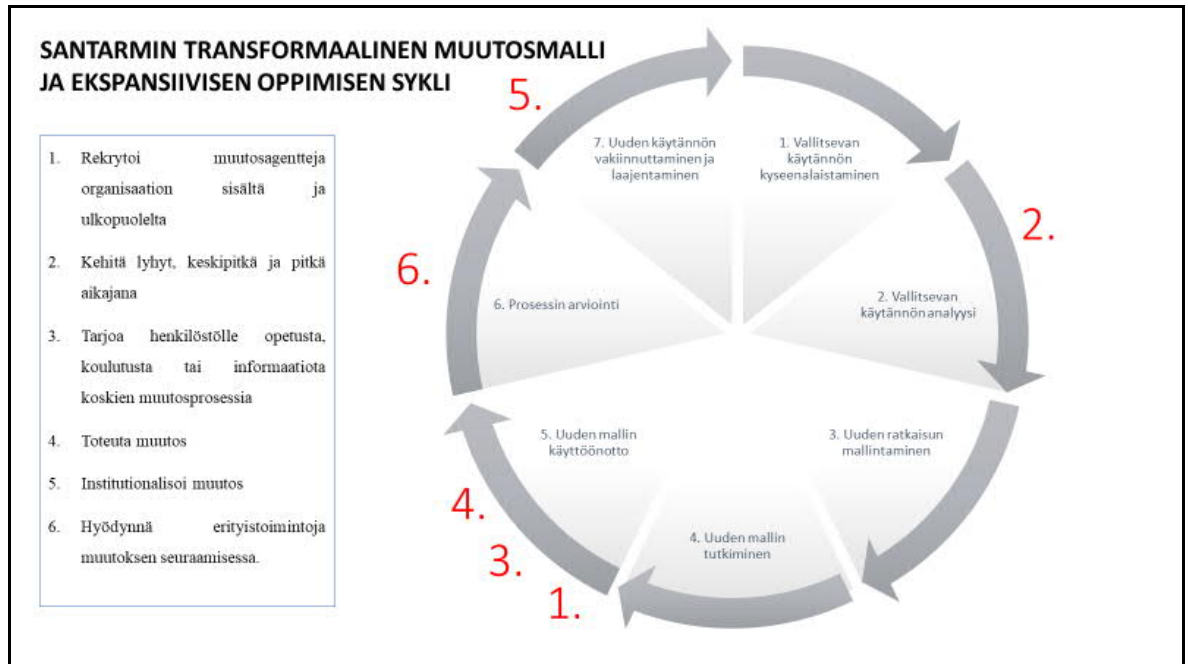 SANTARMIN TRANSFORMAALINEN MUUTOSMALLI
JA EKSPANSIIVISEN OPPIMISEN SYKLI
1. Rekrytoi muutosagentteja
organisaation sisältä ja
ulkopuolelta
2. Kehitä lyhyt, keskipitkä ja pitkä
aikajana
3. Tarjoa henkilöstölle opetusta,
koulutusta tai informaatiota
koskien muutosprosessia
4. Toteuta muutos
5. Institutionalisoi muutos
6. Hyödynnä erityistoimintoja
muutoksen seuraamisessa.
5.
7. Uuden käytännön
vakiinnuttaminen ja
laajentaminen
1. Vallitsevan
käytännön
kyseenalaistaminen
2.
6.
6. Prosessin arviointi
2. Vallitsevan
käytännön analyysi
5. Uuden mallin
käyttöönotto
3. Uuden ratkaisun
mallintaminen
4.
4. Uuden mallin
tutkiminen
3.
1.